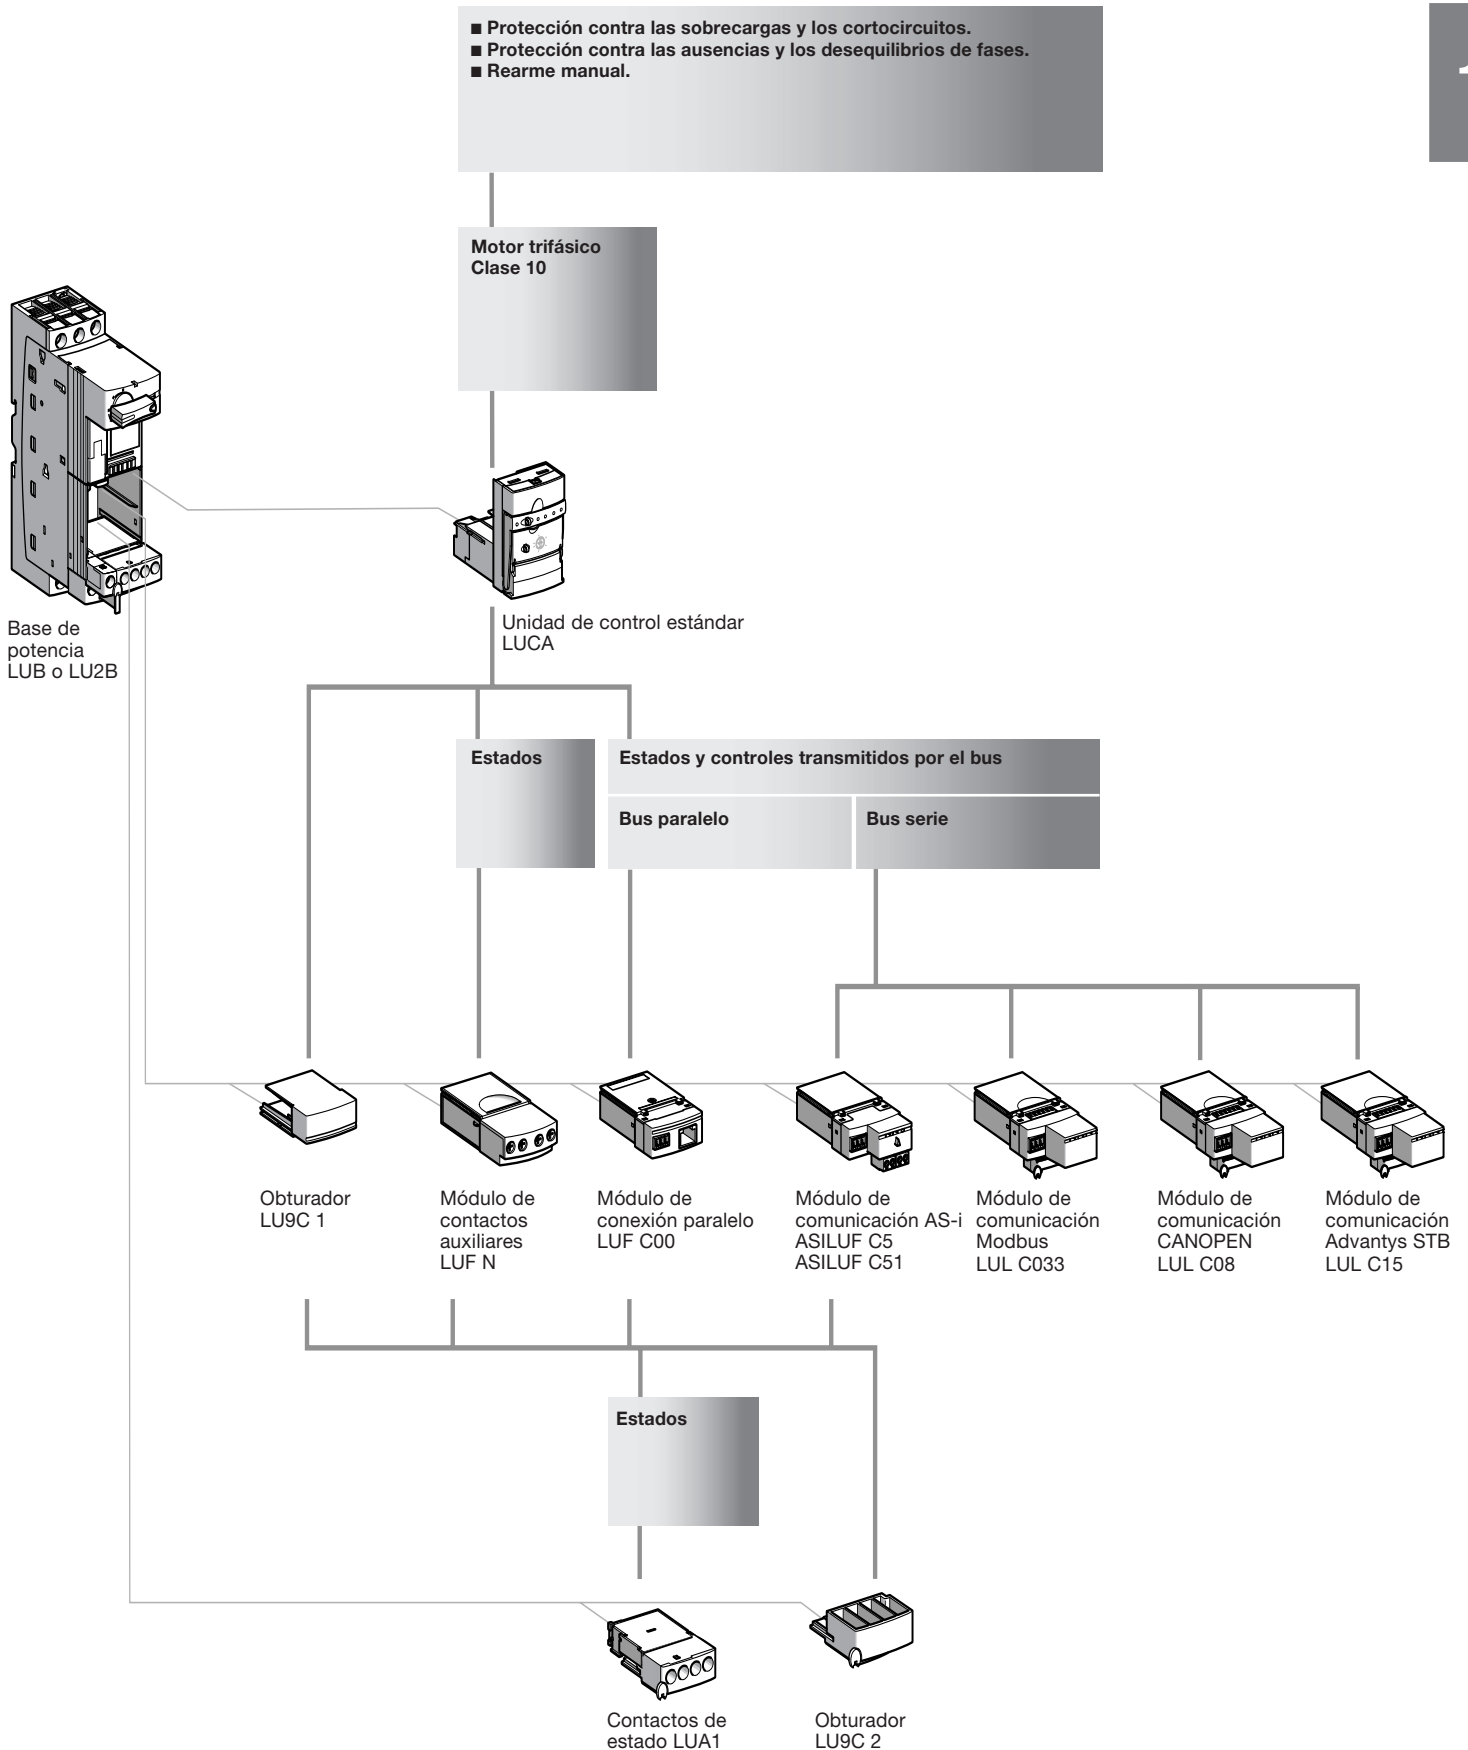 ■ Protección contra las sobrecargas y los cortocircuitos.
■ Protección contra las ausencias y los desequilibrios de fases.
■ Rearme manual.
Motor trifásico
Clase 10
Base de
potencia
LUB o LU2B
Unidad de control estándar
LUCA
Estados
Estados y controles transmitidos por el bus
Bus paralelo
Bus serie
Obturador
LU9C 1
Módulo de
contactos
auxiliares
LUF N
Módulo de
conexión paralelo
LUF C00
Módulo de
comunicación AS-i
ASILUF C5
ASILUF C51
Módulo de
comunicación
Modbus
LUL C033
Módulo de
comunicación
CANOPEN
LUL C08
Módulo de
comunicación
Advantys STB
LUL C15
Estados
Contactos de
estado LUA1
Obturador
LU9C 2